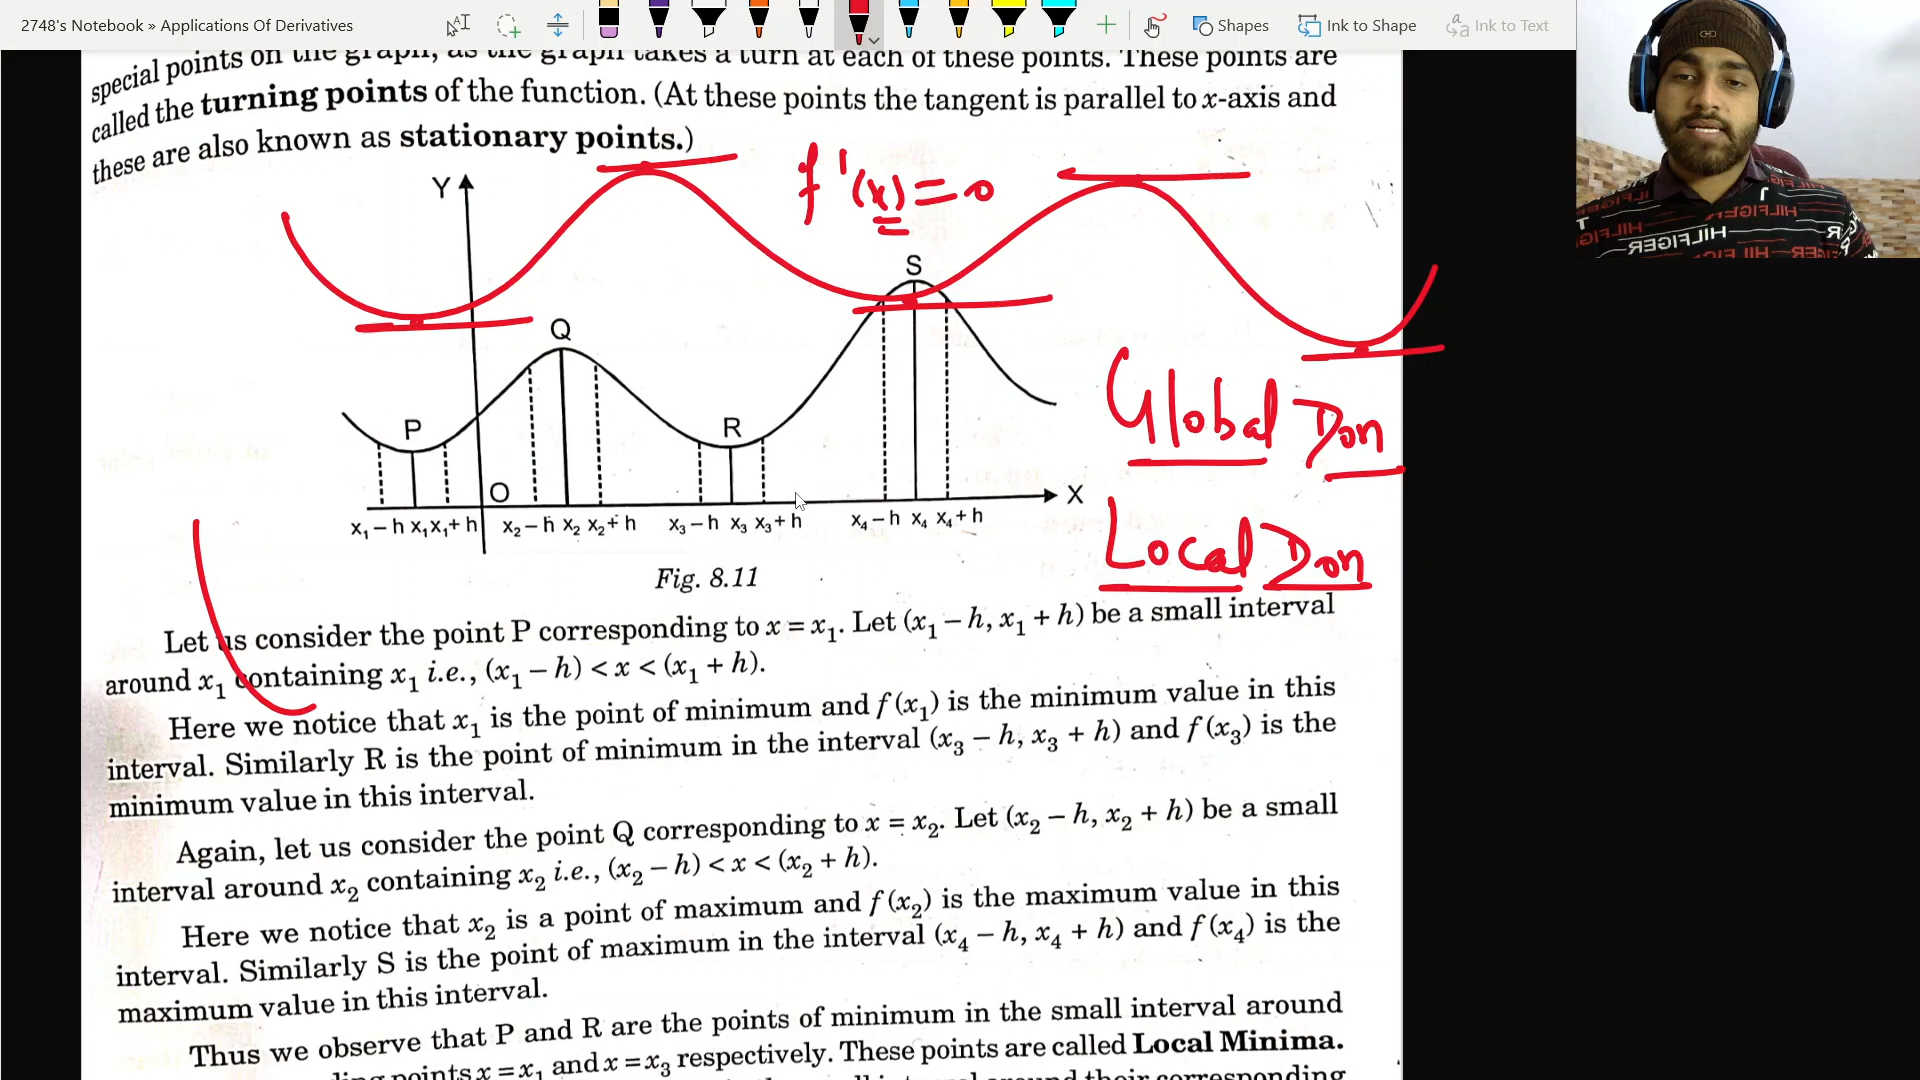 2748's Notebook » Applications Of Derivatives
Shapes
Ink to Shape
Ink to Text
special points on the graph, as the graph takes a turn at each of these points. These points are
called the turning points of the function. (At these points the tangent is parallel to x-axis and
these are also known as stationary points.)
f'(x) = 0
Y
S
Q
P
R
O
X
x₁ – h x₁ x₁ + h x₂ – h x₂ x₂ + h x₃ – h x₃ x₃ + h x₄ – h x₄ x₄ + h
Global Don
Local Don
Fig. 8.11
Let us consider the point P corresponding to x = x₁. Let (x₁ – h, x₁ + h) be a small interval
around x₁ containing x₁ i.e., (x₁ – h) < x < (x₁ + h).
Here we notice that x₁ is the point of minimum and f (x₁) is the minimum value in this
interval. Similarly R is the point of minimum in the interval (x₃ – h, x₃ + h) and f (x₃) is the
minimum value in this interval.
Again, let us consider the point Q corresponding to x = x₂. Let (x₂ – h, x₂ + h) be a small
interval around x₂ containing x₂ i.e., (x₂ – h) < x < (x₂ + h).
Here we notice that x₂ is a point of maximum and f (x₂) is the maximum value in this
interval. Similarly S is the point of maximum in the interval (x₄ – h, x₄ + h) and f (x₄) is the
maximum value in this interval.
Thus we observe that P and R are the points of minimum in the small interval around
points x = x₁ and x = x₃ respectively. These points are called Local Minima.
around their corresponding
HILFIGER